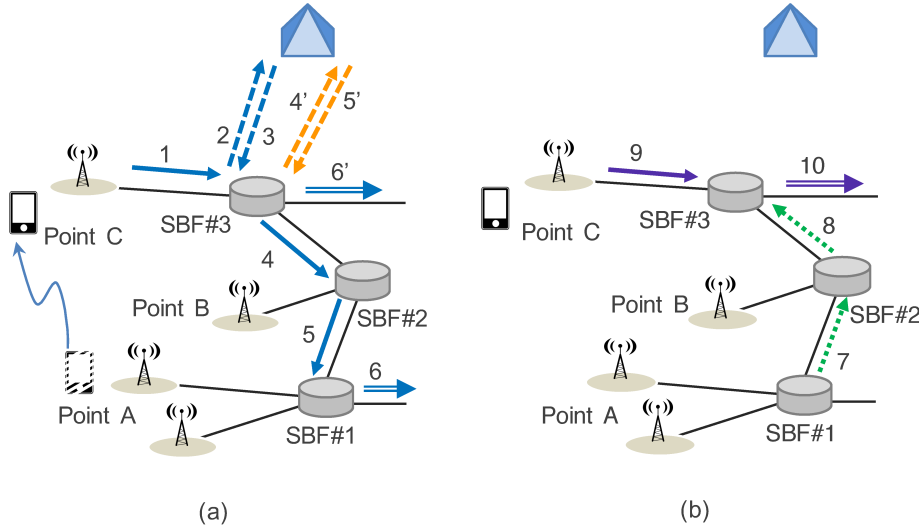 4’
5’
2
3
1
6’
SBF#3
Point C
4
Point B
SBF#2
5
6
Point A
SBF#1
(a)
9
10
SBF#3
Point C
8
Point B
SBF#2
7
Point A
SBF#1
(b)